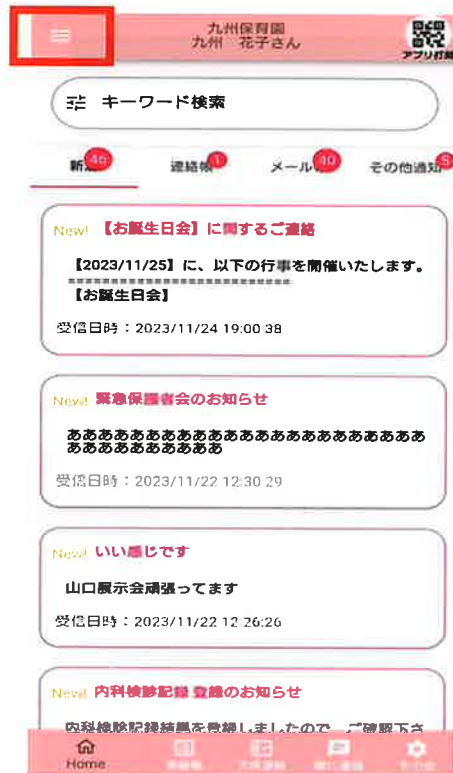 九州保育園
九州 花子さん
アプリ打刻
キーワード検索
新着 46
連絡帳 1
メール 40
その他通知 5
New! 【お誕生日会】に関するご連絡
【2023/11/25】に、以下の行事を開催いたします。
【お誕生日会】
受信日時：2023/11/24 19:00:38
New! 緊急保護者会のお知らせ
あああああああああああああああああああああああ
ああああああああああ
受信日時：2023/11/22 12:30:29
New! いい感じです
山口展示会頑張ってます
受信日時：2023/11/22 12:26:26
New! 内科検診記録 登録のお知らせ
内科検診記録結果を登録しましたので、ご確認下さ
Home